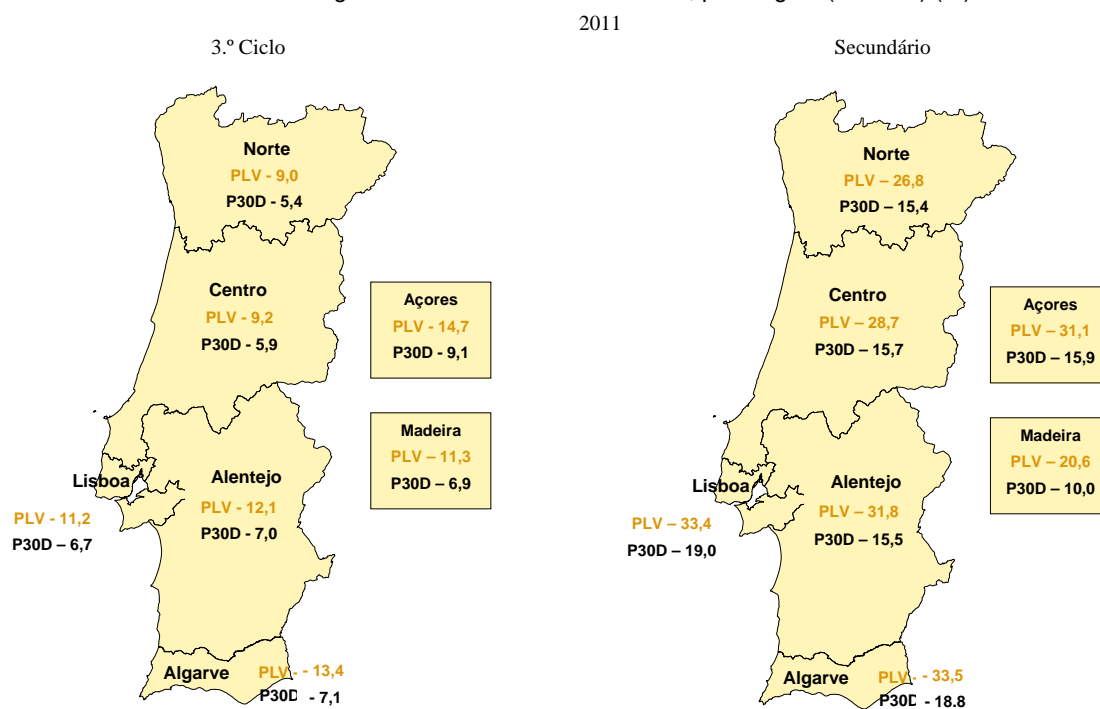 2011
3.º Ciclo
Norte
PLV - 9,0
P30D - 5,4
Centro
PLV - 9,2
P30D - 5,9
Açores
PLV - 14,7
P30D - 9,1
Madeira
PLV – 11,3
P30D – 6,9
Lisboa
PLV - 11,2
P30D – 6,7
Alentejo
PLV - 12,1
P30D - 7,0
Algarve
PLV - - 13,4
P30D - 7,1
Secundário
Norte
PLV – 26,8
P30D – 15,4
Centro
PLV – 28,7
P30D – 15,7
Açores
PLV – 31,1
P30D – 15,9
Madeira
PLV – 20,6
P30D – 10,0
Lisboa
PLV – 33,4
P30D – 19,0
Alentejo
PLV – 31,8
P30D – 15,5
Algarve
PLV - - 33,5
P30D - 18,8